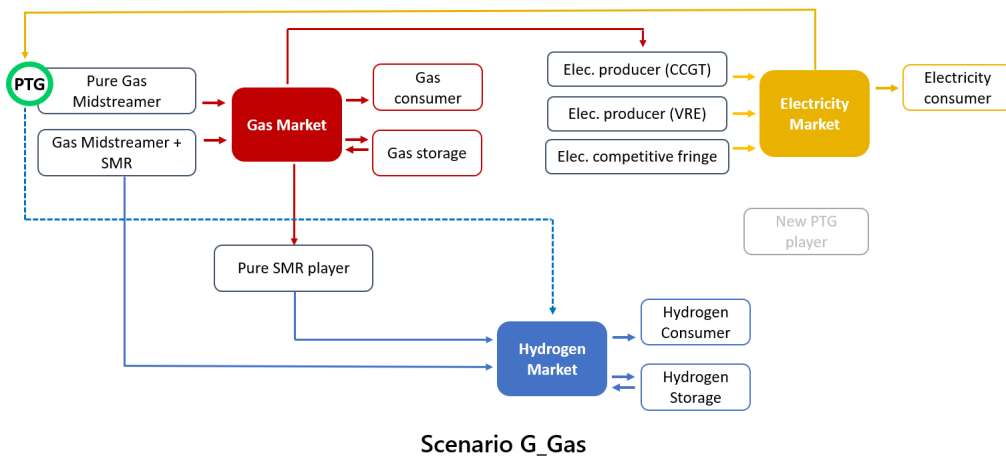 PTG
Pure Gas
Midstreamer
Gas Midstreamer +
SMR
Gas Market
Gas
consumer
Gas storage
Elec. producer (CCGT)
Elec. producer (VRE)
Elec. competitive fringe
Electricity
Market
Electricity
consumer
New PTG
player
Pure SMR player
Hydrogen
Market
Hydrogen
Consumer
Hydrogen
Storage
Scenario G_Gas